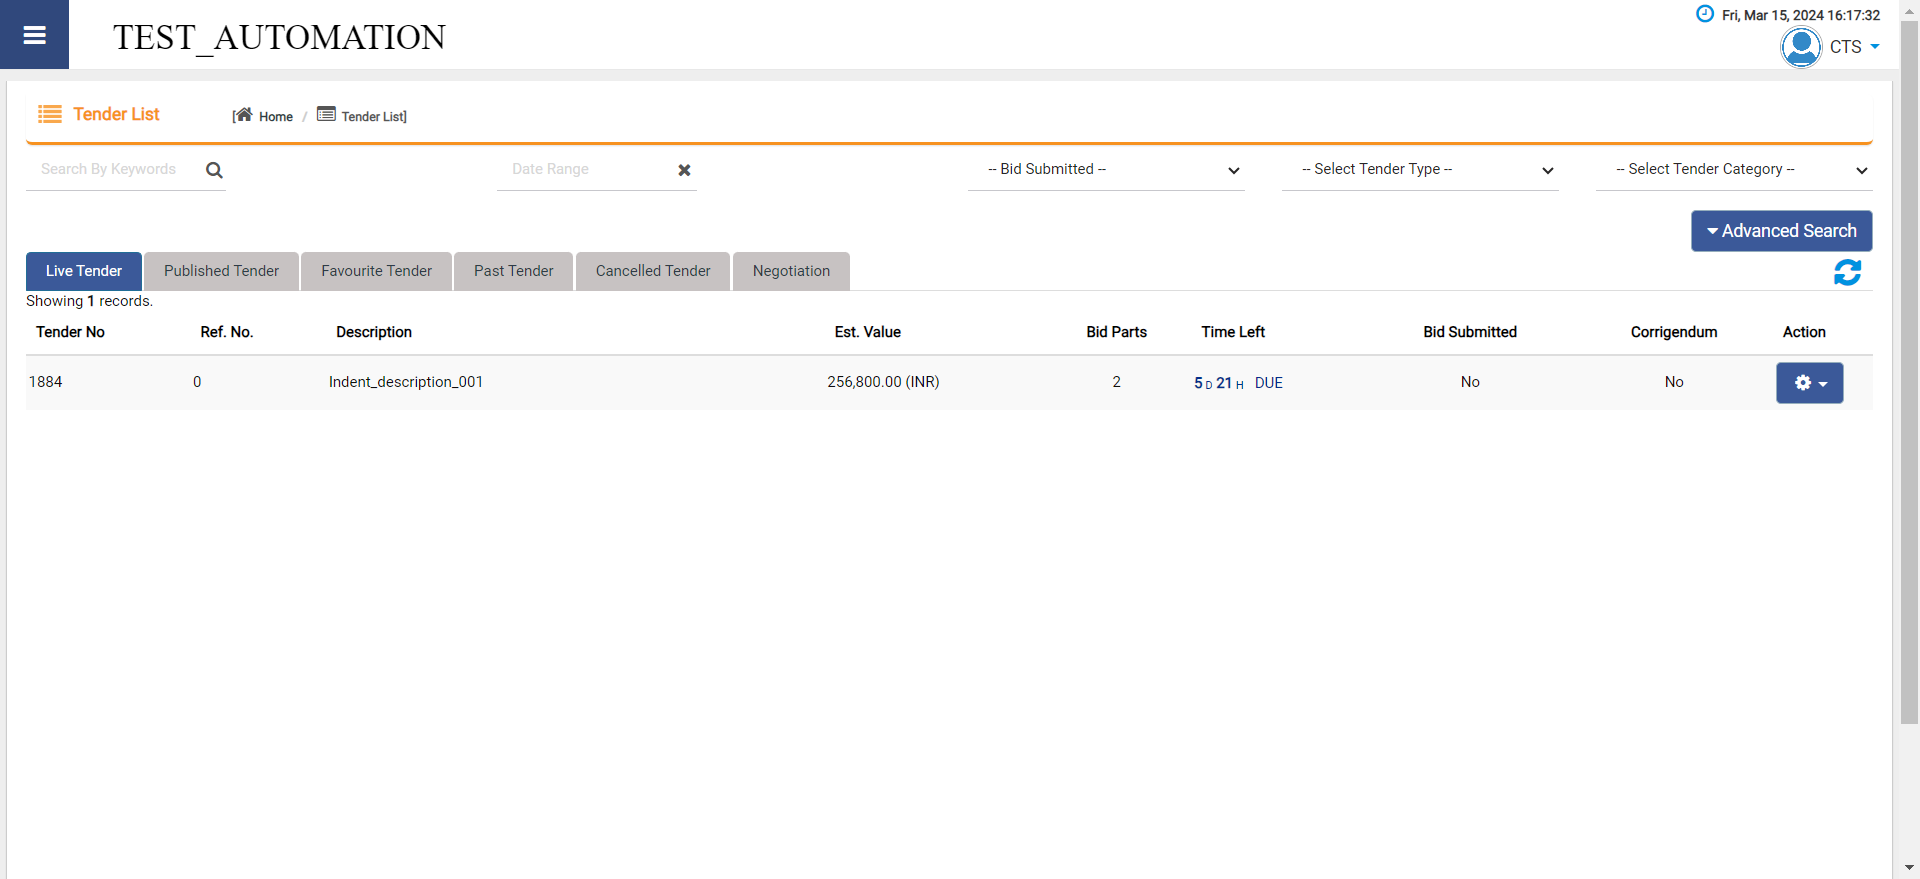 TEST_AUTOMATION
Fri, Mar 15, 2024 16:17:32
CTS
Tender List
[Home / Tender List]
Search By Keywords
Date Range
-- Bid Submitted --
-- Select Tender Type --
-- Select Tender Category --
Advanced Search
Live Tender Published Tender Favourite Tender Past Tender Cancelled Tender Negotiation
Showing 1 records.
Tender No Ref. No. Description Est. Value Bid Parts Time Left Bid Submitted Corrigendum Action
1884 0 Indent_description_001 256,800.00 (INR) 2 5 D 21 H DUE No No